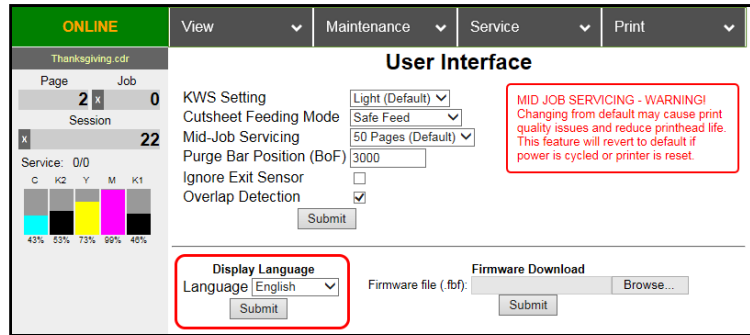 ONLINE View Maintenance Service Print
Thanksgiving.cdr
User Interface
Page Job
2 x 0
Session
x 22
Service: 0/0
C K2 Y M K1
43% 53% 73% 99% 46%
KWS Setting Light (Default)
Cutsheet Feeding Mode Safe Feed
Mid-Job Servicing 50 Pages (Default)
Purge Bar Position (BoF) 3000
Ignore Exit Sensor
Overlap Detection
Submit
MID JOB SERVICING - WARNING!
Changing from default may cause print
quality issues and reduce printhead life.
This feature will revert to default if
power is cycled or printer is reset.
Display Language
Language English
Submit
Firmware Download
Firmware file (.fbf): Browse...
Submit